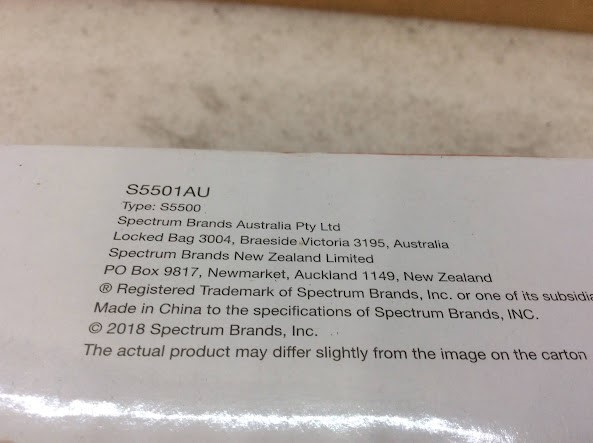 S5501AU
Type: S5500
Spectrum Brands Australia Pty Ltd
Locked Bag 3004, Braeside Victoria 3195, Australia
Spectrum Brands New Zealand Limited
PO Box 9817, Newmarket, Auckland 1149, New Zealand
® Registered Trademark of Spectrum Brands, Inc. or one of its subsidia
Made in China to the specifications of Spectrum Brands, INC.
© 2018 Spectrum Brands, Inc.
The actual product may differ slightly from the image on the carton